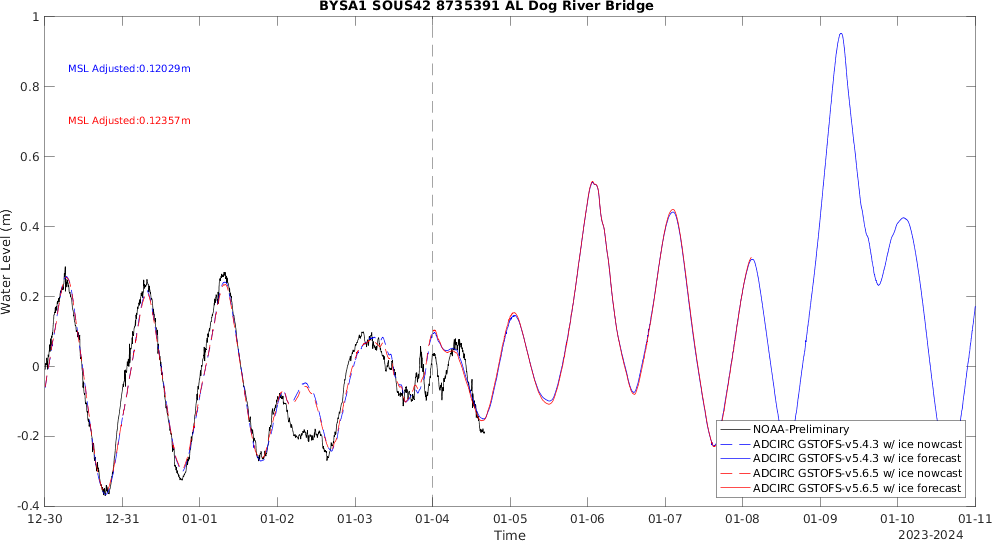 BYSA1 SOUS42 8735391 AL Dog River Bridge
MSL Adjusted:0.12029m
MSL Adjusted:0.12357m
Water Level (m)
1
0.8
0.6
0.4
0.2
0
-0.2
-0.4
NOAA-Preliminary
ADCIRC GSTOFS-v5.4.3 w/ ice nowcast
ADCIRC GSTOFS-v5.4.3 w/ ice forecast
ADCIRC GSTOFS-v5.6.5 w/ ice nowcast
ADCIRC GSTOFS-v5.6.5 w/ ice forecast
12-30 12-31 01-01 01-02 01-03 01-04 01-05 01-06 01-07 01-08 01-09 01-10 01-11
Time
2023-2024